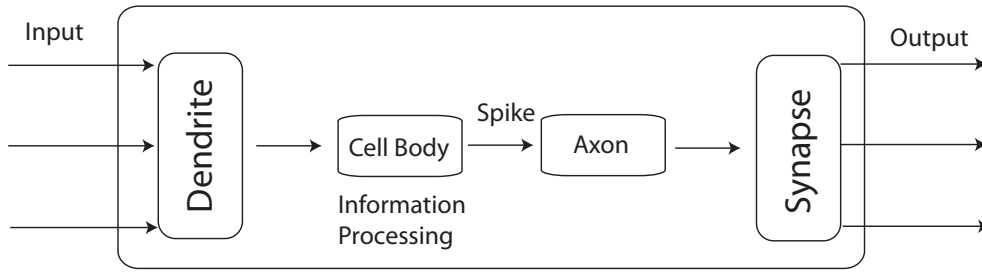 Input
Dendrite
Cell Body
Information
Processing
Spike
Axon
Synapse
Output